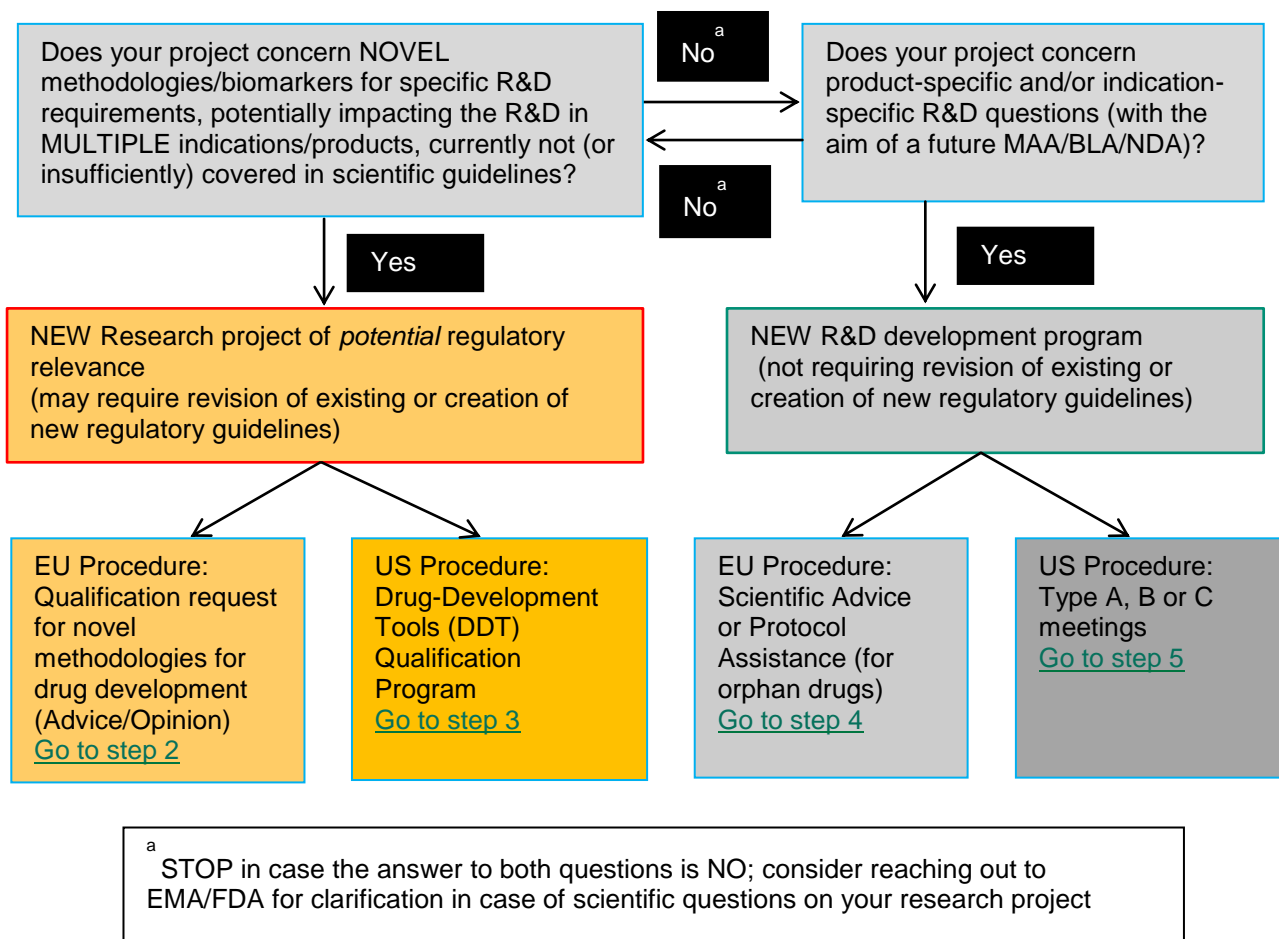 Does your project concern NOVEL
methodologies/biomarkers for specific R&D
requirements, potentially impacting the R&D in
MULTIPLE indications/products, currently not (or
insufficiently) covered in scientific guidelines?
No a
No a
Does your project concern
product-specific and/or indication-
specific R&D questions (with the
aim of a future MAA/BLA/NDA)?
Yes
Yes
NEW Research project of potential regulatory
relevance
(may require revision of existing or creation of
new regulatory guidelines)
NEW R&D development program
(not requiring revision of existing or
creation of new regulatory guidelines)
EU Procedure:
Qualification request
for novel
methodologies for
drug development
(Advice/Opinion)
Go to step 2
US Procedure:
Drug-Development
Tools (DDT)
Qualification
Program
Go to step 3
EU Procedure:
Scientific Advice
or Protocol
Assistance (for
orphan drugs)
Go to step 4
US Procedure:
Type A, B or C
meetings
Go to step 5
a STOP in case the answer to both questions is NO; consider reaching out to
EMA/FDA for clarification in case of scientific questions on your research project